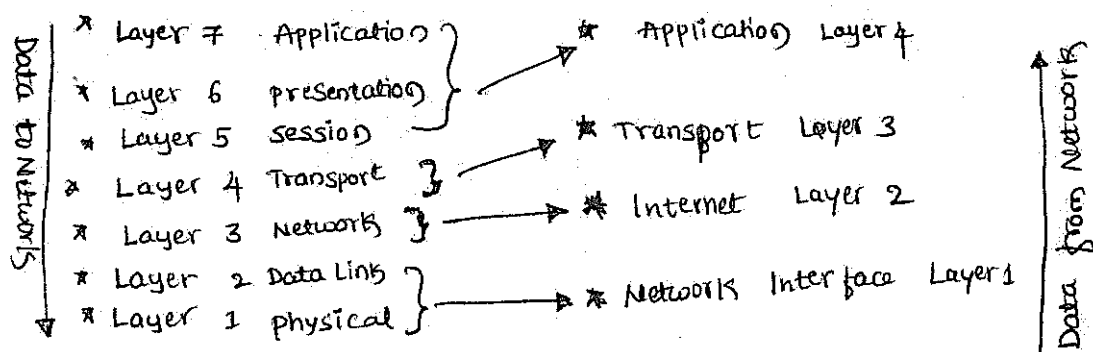 Data to Network
* Layer 7 Application
* Layer 6 presentation
* Layer 5 session
* Layer 4 Transport
* Layer 3 Network
* Layer 2 Data Link
* Layer 1 physical
* Application Layer 4
* Transport Layer 3
* Internet Layer 2
* Network Interface Layer 1
Data from Network